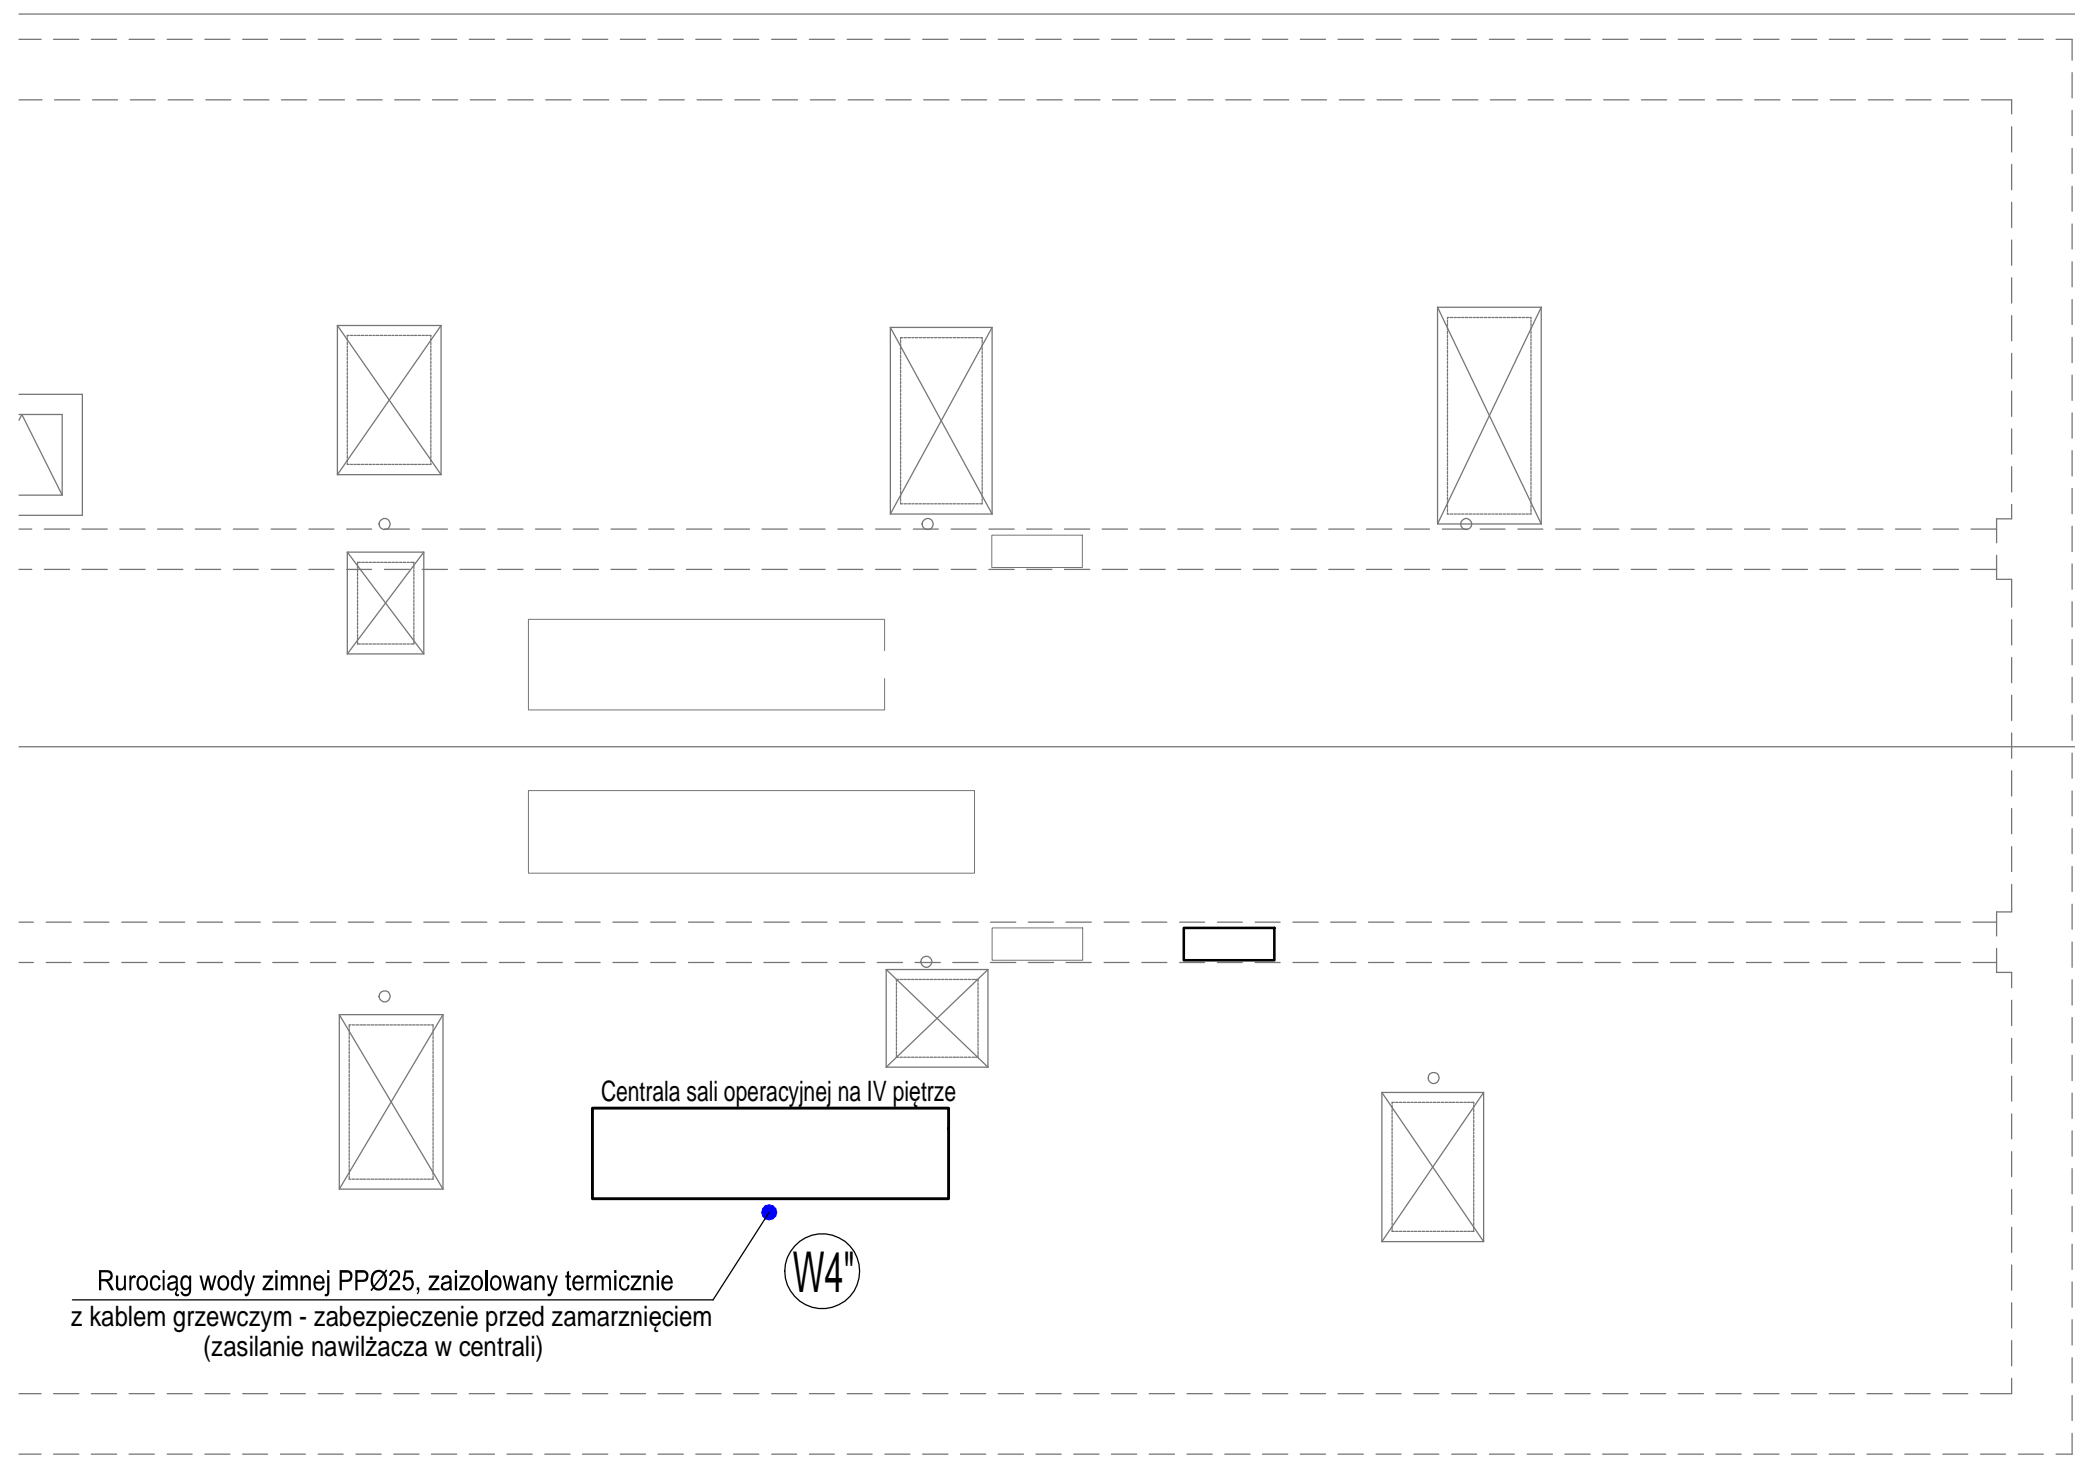 Centrala sali operacyjnej na IV piętrze
W4"
Rurociąg wody zimnej PPØ25, zaizolowany termicznie
z kablem grzewczym - zabezpieczenie przed zamarznięciem
(zasilanie nawilżacza w centrali)